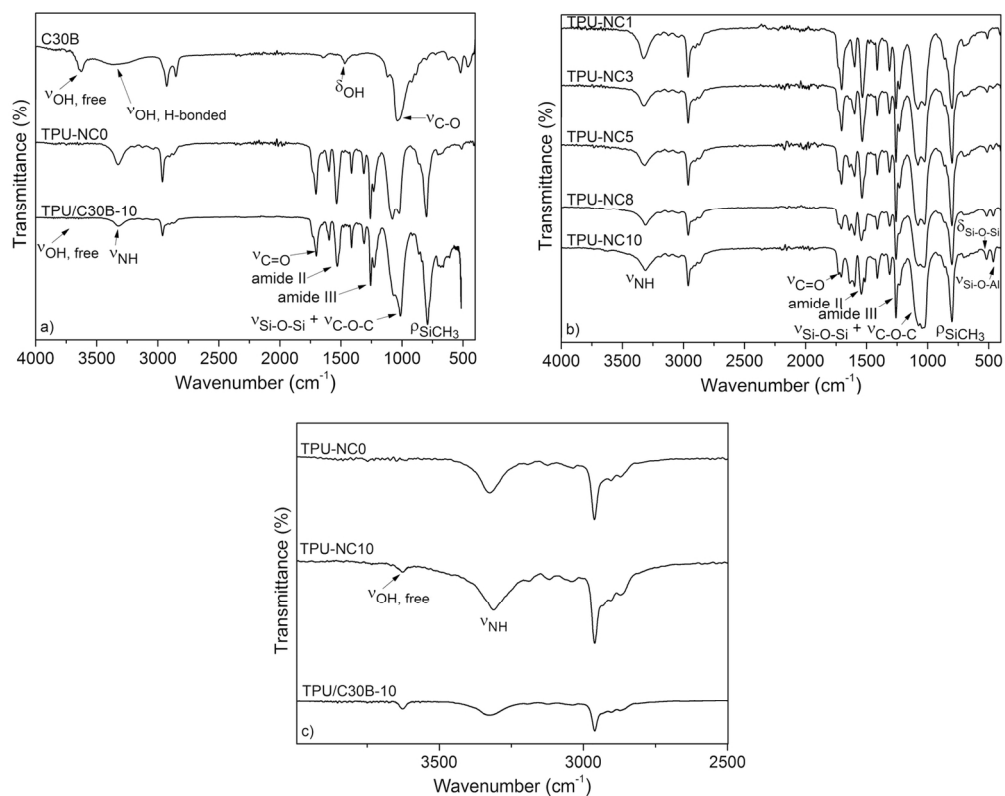 C30B
ν OH, free
ν OH, H-bonded
δ OH
ν C-O
TPU-NC0
TPU/C30B-10
ν OH, free
ν NH
ν C=O
amide II
amide III
ν Si-O-Si + ν C-O-C
ρ SiCH3
a)
Transmittance (%)
4000 3500 3000 2500 2000 1500 1000 500
Wavenumber (cm-1)
TPU-NC1
TPU-NC3
TPU-NC5
TPU-NC8
TPU-NC10
δ Si-O-Si
ν Si-O-Al
ν NH
ν C=O
amide II
amide III
ν Si-O-Si + ν C-O-C
ρ SiCH3
b)
Transmittance (%)
4000 3500 3000 2500 2000 1500 1000 500
Wavenumber (cm-1)
TPU-NC0
TPU-NC10
ν OH, free
ν NH
TPU/C30B-10
c)
Transmittance (%)
3500 3000 2500
Wavenumber (cm-1)